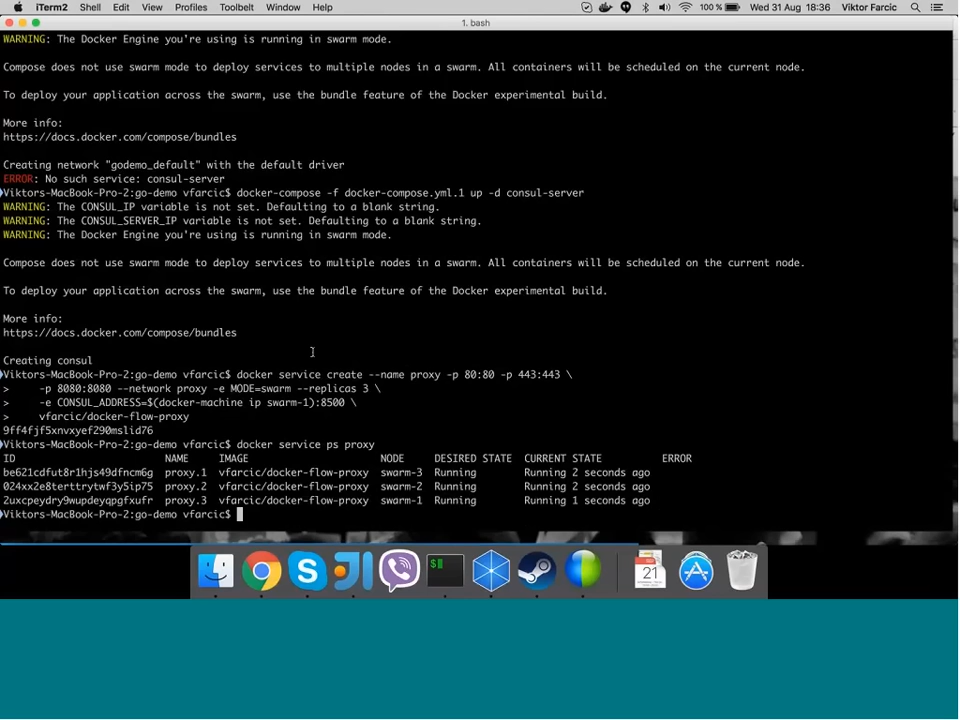 iTerm2 Shell Edit View Profiles Toolbelt Window Help 100% Wed 31 Aug 18:36 Viktor Farcic
1. bash
WARNING: The Docker Engine you're using is running in swarm mode.
Compose does not use swarm mode to deploy services to multiple nodes in a swarm. All containers will be scheduled on the current node.
To deploy your application across the swarm, use the bundle feature of the Docker experimental build.
More info:
https://docs.docker.com/compose/bundles
Creating network "godemo_default" with the default driver
ERROR: No such service: consul-server
Viktors-MacBook-Pro-2:go-demo vfarcic$ docker-compose -f docker-compose.yml.1 up -d consul-server
WARNING: The CONSUL_IP variable is not set. Defaulting to a blank string.
WARNING: The CONSUL_SERVER_IP variable is not set. Defaulting to a blank string.
WARNING: The Docker Engine you're using is running in swarm mode.
Compose does not use swarm mode to deploy services to multiple nodes in a swarm. All containers will be scheduled on the current node.
To deploy your application across the swarm, use the bundle feature of the Docker experimental build.
More info:
https://docs.docker.com/compose/bundles
Creating consul
Viktors-MacBook-Pro-2:go-demo vfarcic$ docker service create --name proxy -p 80:80 -p 443:443 \
> -p 8080:8080 --network proxy -e MODE=swarm --replicas 3 \
> -e CONSUL_ADDRESS=$(docker-machine ip swarm-1):8500 \
> vfarcic/docker-flow-proxy
9ff4fjf5xnvxyef290mslid76
Viktors-MacBook-Pro-2:go-demo vfarcic$ docker service ps proxy
ID NAME IMAGE NODE DESIRED STATE CURRENT STATE ERROR
be621cdfut8r1hjs49dfncm6g proxy.1 vfarcic/docker-flow-proxy swarm-3 Running Running 2 seconds ago
024xx2e8terttrytwf3y5ip75 proxy.2 vfarcic/docker-flow-proxy swarm-2 Running Running 2 seconds ago
2uxcpeydry9wupdeyqpgfxufr proxy.3 vfarcic/docker-flow-proxy swarm-1 Running Running 1 seconds ago
Viktors-MacBook-Pro-2:go-demo vfarcic$
21